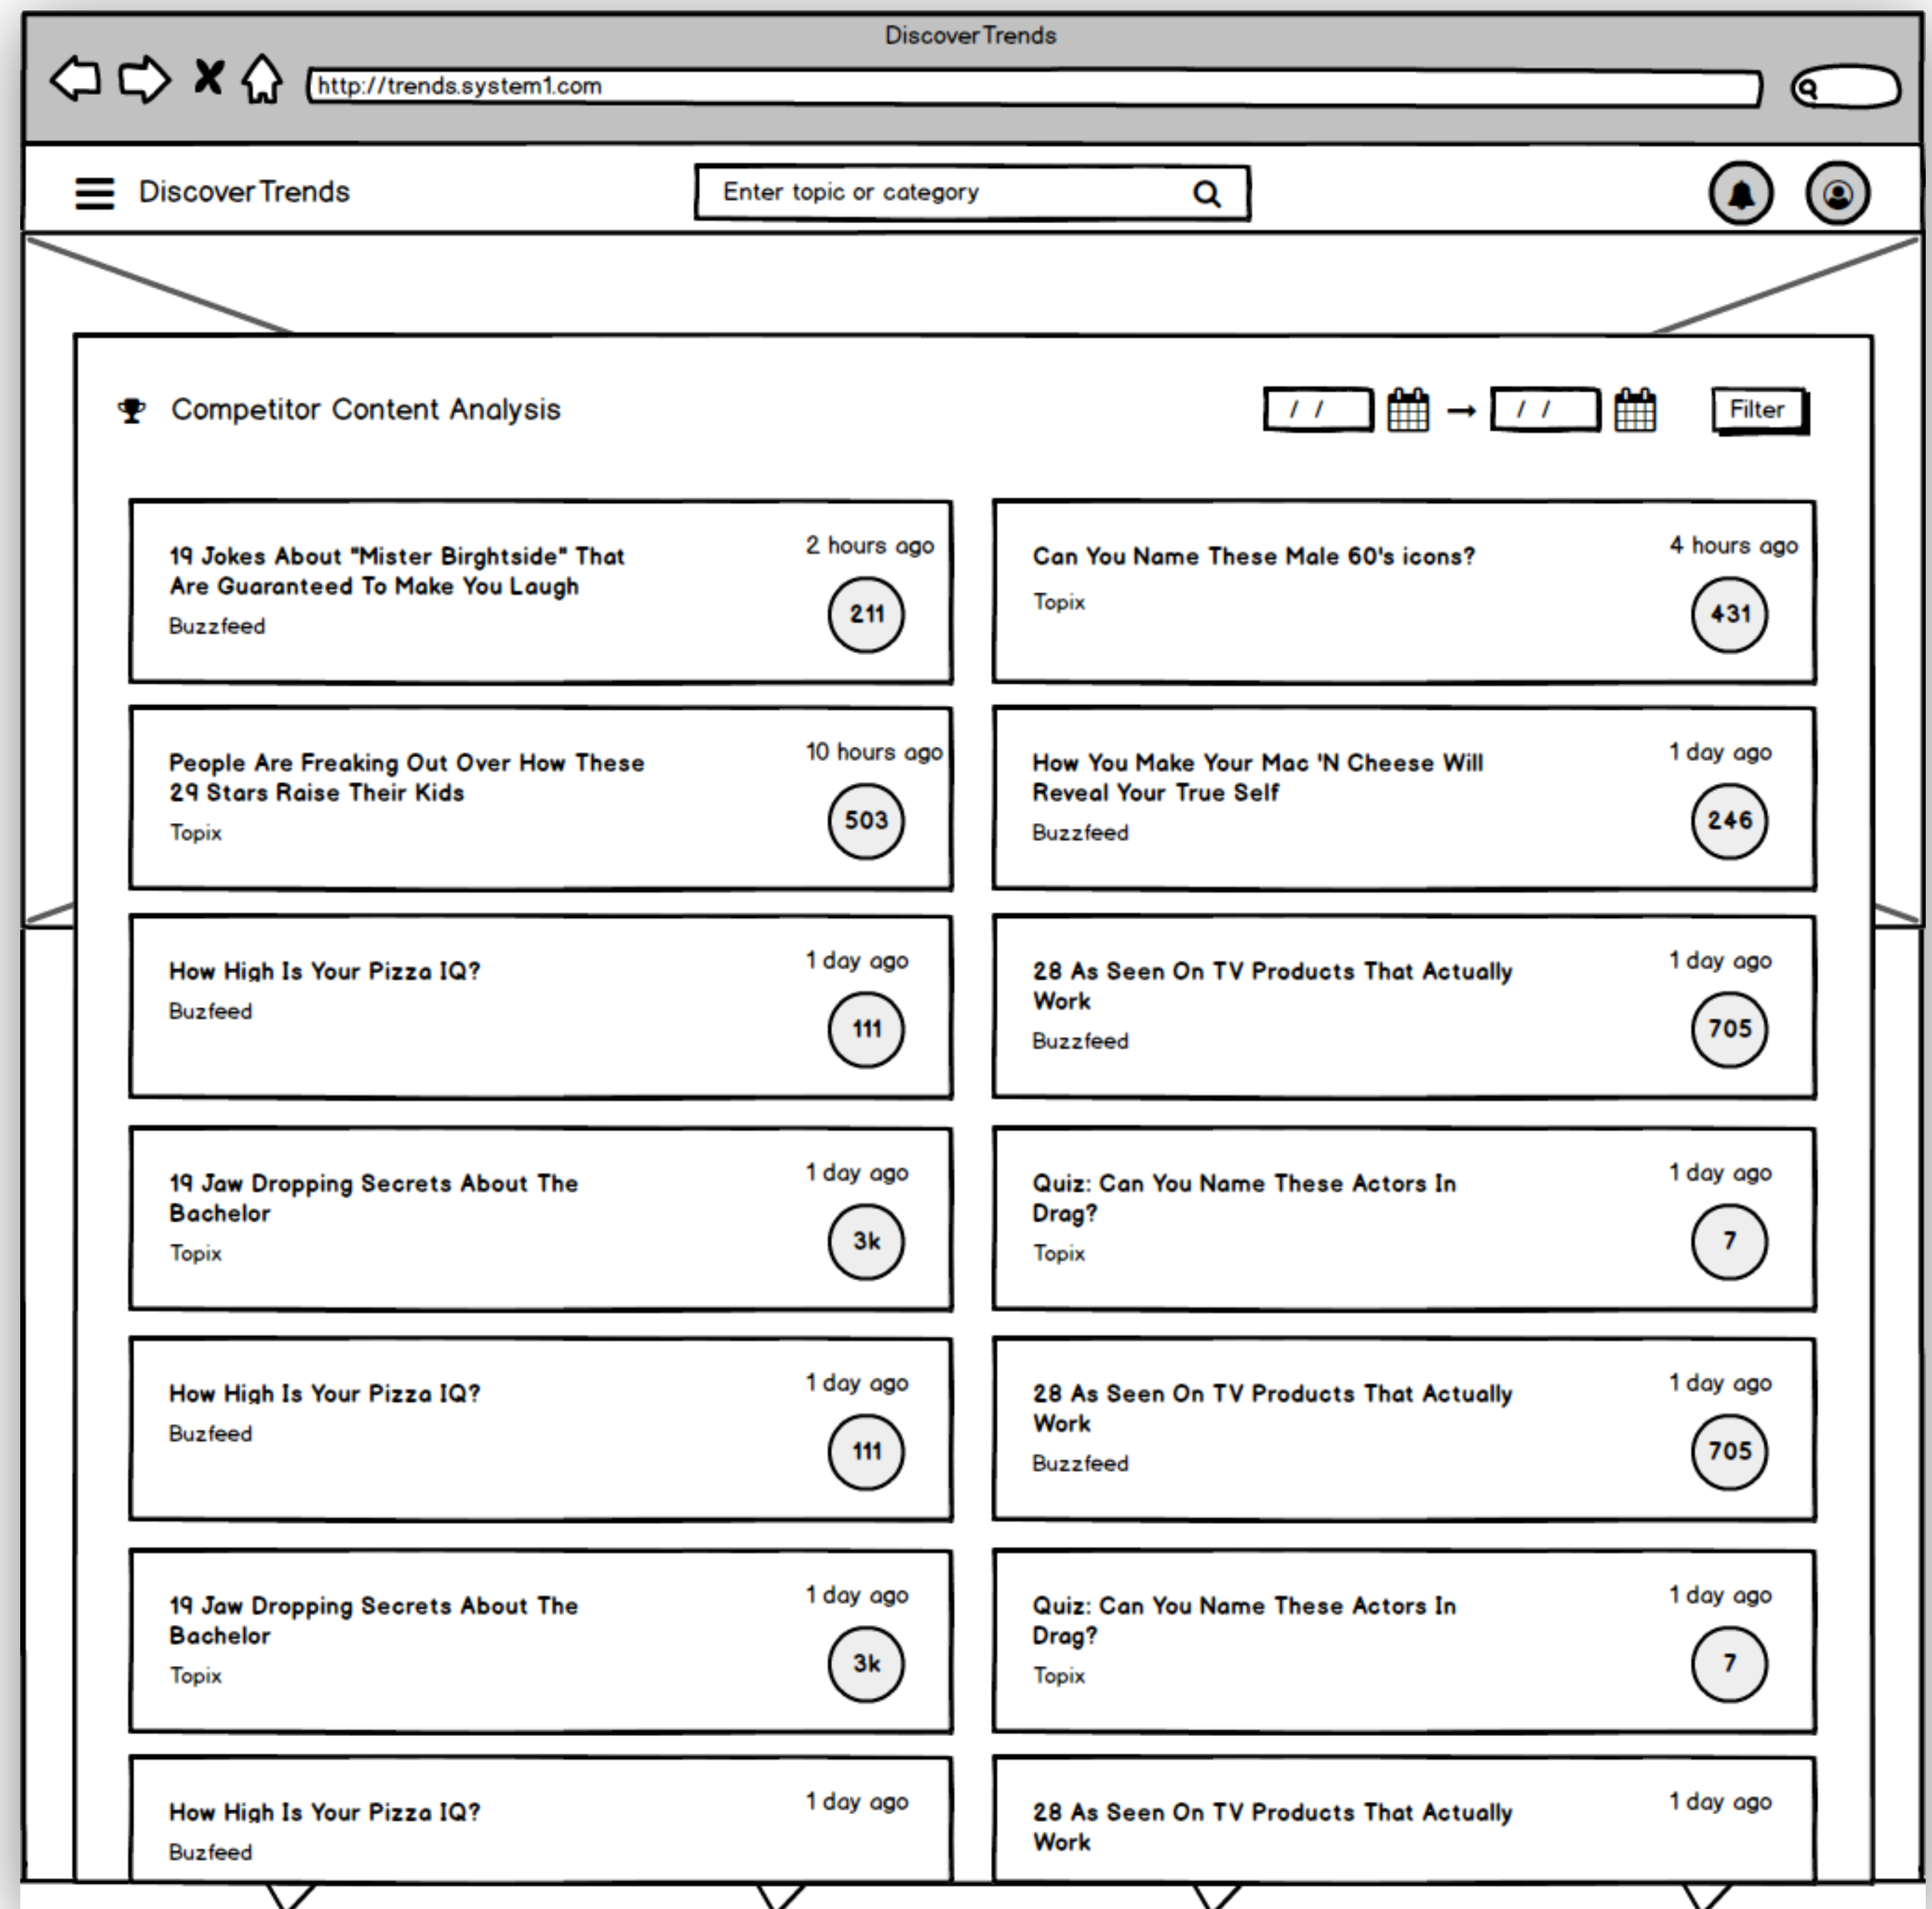 DiscoverTrends
http://trends.system1.com
DiscoverTrends
Enter topic or category
Competitor Content Analysis
/ /
/ /
Filter
19 Jokes About "Mister Birghtside" That
Are Guaranteed To Make You Laugh
Buzzfeed
2 hours ago
211
Can You Name These Male 60's icons?
Topix
4 hours ago
431
People Are Freaking Out Over How These
29 Stars Raise Their Kids
Topix
10 hours ago
503
How You Make Your Mac 'N Cheese Will
Reveal Your True Self
Buzzfeed
1 day ago
246
How High Is Your Pizza IQ?
Buzfeed
1 day ago
111
28 As Seen On TV Products That Actually
Work
Buzzfeed
1 day ago
705
19 Jaw Dropping Secrets About The
Bachelor
Topix
1 day ago
3k
Quiz: Can You Name These Actors In
Drag?
Topix
1 day ago
7
How High Is Your Pizza IQ?
Buzfeed
1 day ago
111
28 As Seen On TV Products That Actually
Work
Buzzfeed
1 day ago
705
19 Jaw Dropping Secrets About The
Bachelor
Topix
1 day ago
3k
Quiz: Can You Name These Actors In
Drag?
Topix
1 day ago
7
How High Is Your Pizza IQ?
Buzfeed
1 day ago
28 As Seen On TV Products That Actually
Work
1 day ago